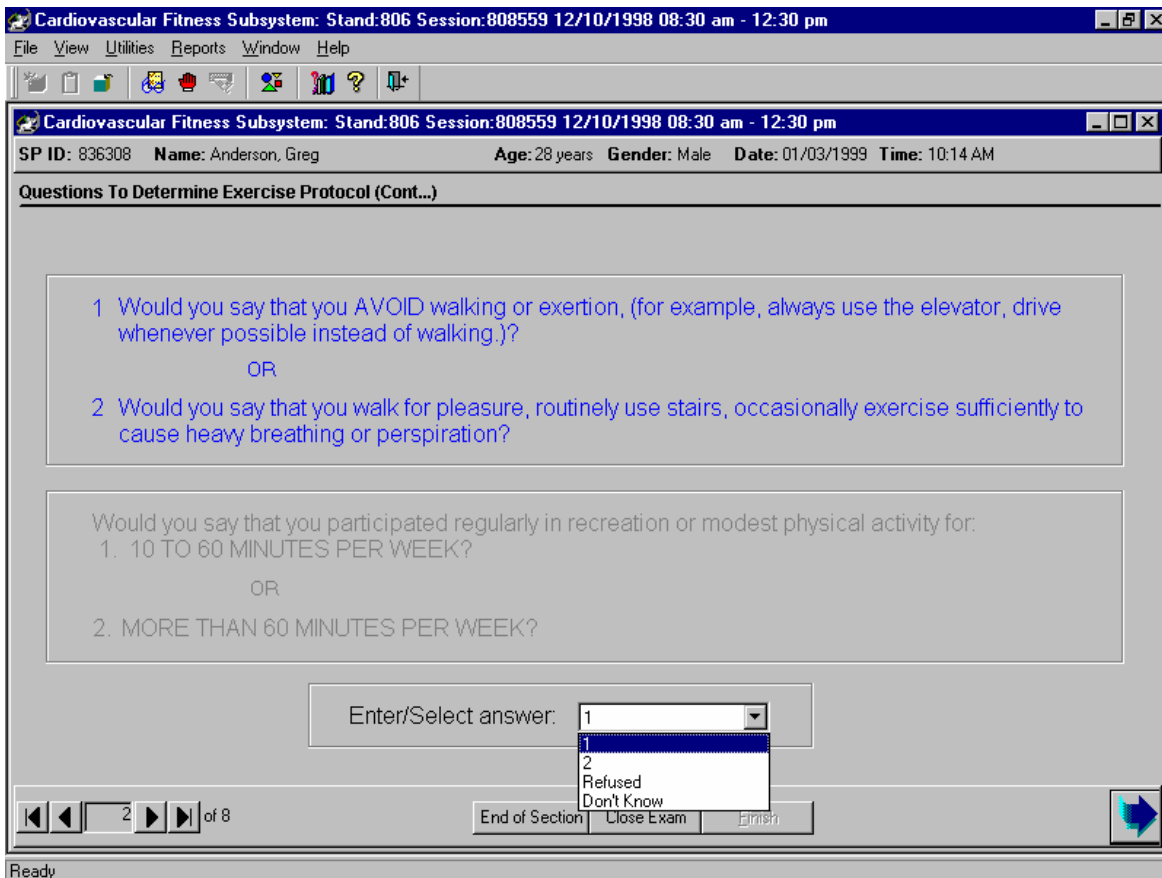 Cardiovascular Fitness Subsystem: Stand:806 Session:808559 12/10/1998 08:30 am - 12:30 pm
File View Utilities Reports Window Help
Cardiovascular Fitness Subsystem: Stand:806 Session:808559 12/10/1998 08:30 am - 12:30 pm
SP ID: 836308 Name: Anderson, Greg Age: 28 years Gender: Male Date: 01/03/1999 Time: 10:14 AM
Questions To Determine Exercise Protocol (Cont...)
1 Would you say that you AVOID walking or exertion, (for example, always use the elevator, drive
whenever possible instead of walking.)?
OR
2 Would you say that you walk for pleasure, routinely use stairs, occasionally exercise sufficiently to
cause heavy breathing or perspiration?
Would you say that you participated regularly in recreation or modest physical activity for:
1. 10 TO 60 MINUTES PER WEEK?
OR
2. MORE THAN 60 MINUTES PER WEEK?
Enter/Select answer: 1
1
2
Refused
Don't Know
2 of 8 End of Section Close Exam Finish
Ready